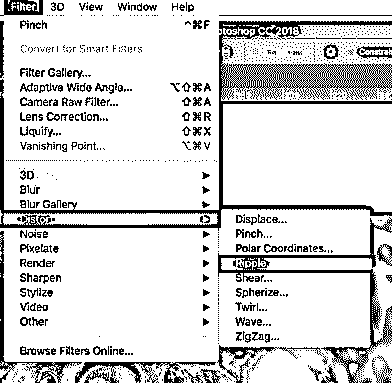 Filter 3D View Window Help
Pinch ^⌘F
Convert for Smart Filters
Filter Gallery...
Adaptive Wide Angle... ⌥⇧⌘A
Camera Raw Filter... ⇧⌘A
Lens Correction... ⇧⌘R
Liquify... ⇧⌘X
Vanishing Point... ⌥⌘V
3D
Blur
Blur Gallery
Distort
Noise
Pixelate
Render
Sharpen
Stylize
Video
Other
Browse Filters Online...
Displace...
Pinch...
Polar Coordinates...
Ripple...
Shear...
Spherize...
Twirl...
Wave...
ZigZag...
otoshop CC 2018